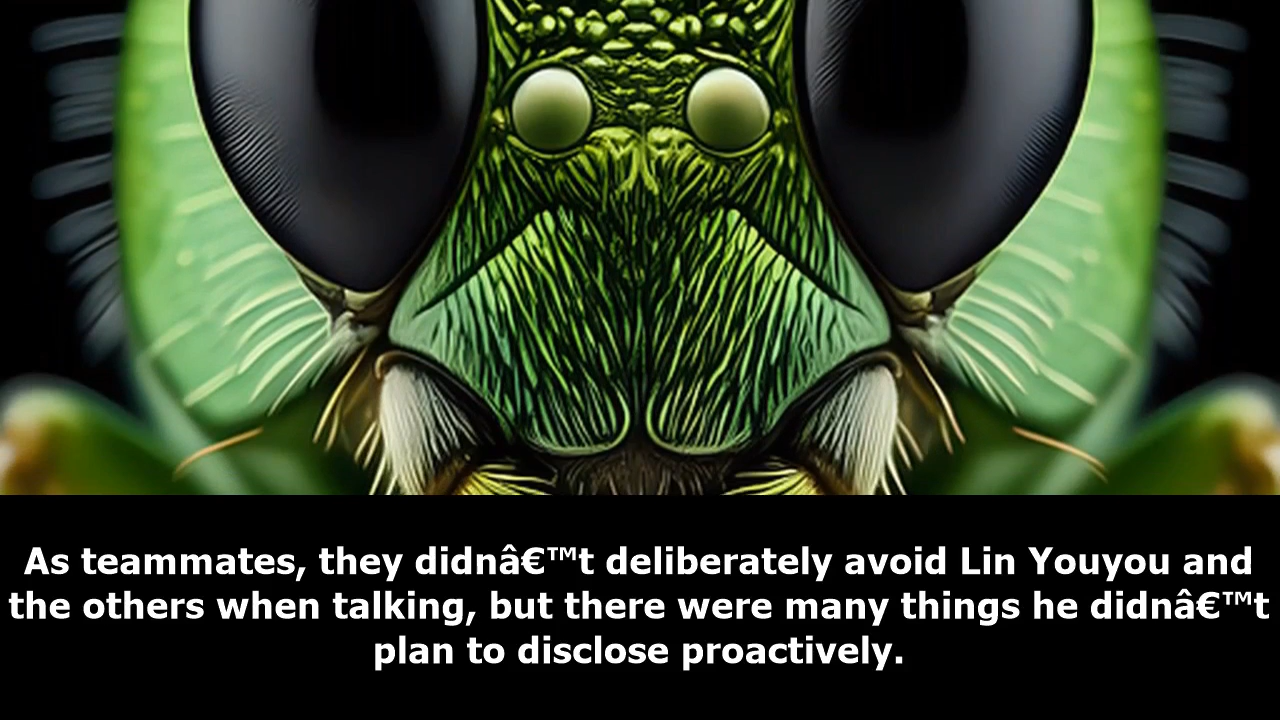 As teammates, they didnâ€™t deliberately avoid Lin Youyou and
the others when talking, but there were many things he didnâ€™t
plan to disclose proactively.